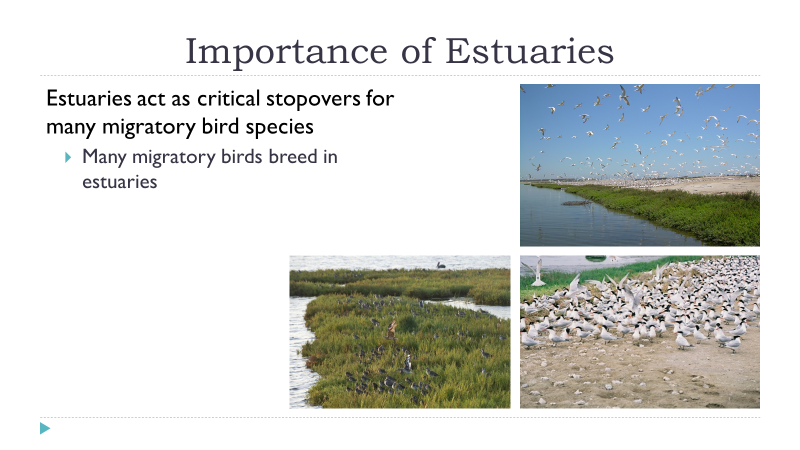 Importance of Estuaries
Estuaries act as critical stopovers for
many migratory bird species
Many migratory birds breed in
estuaries